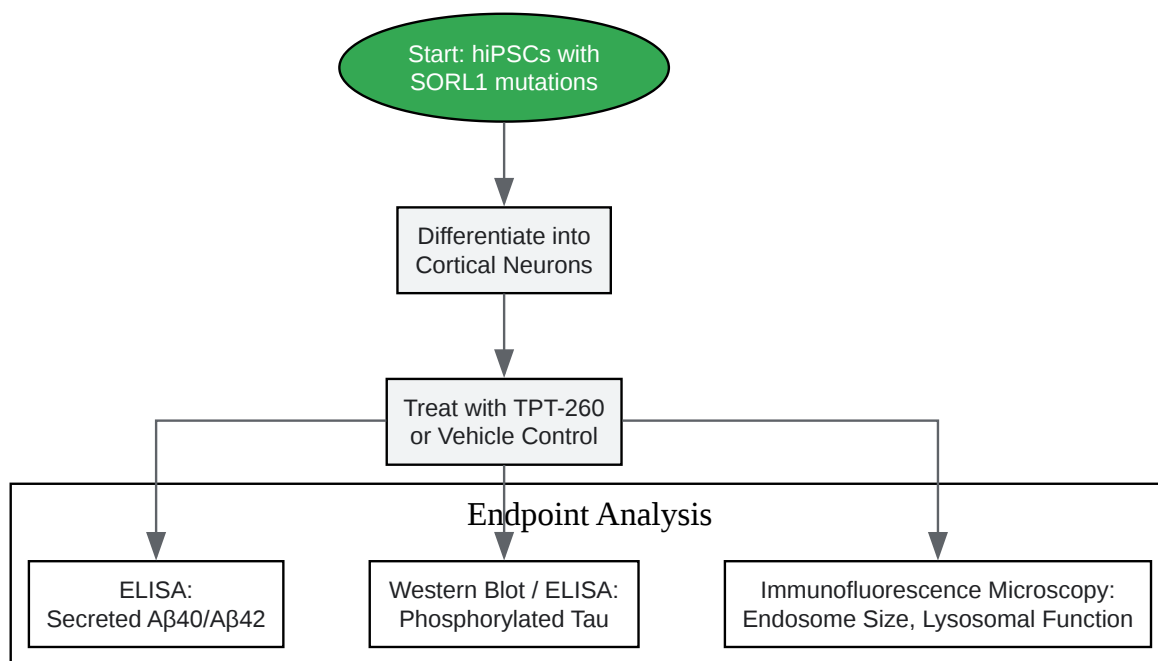 Start: hiPSCs with
SORL1 mutations
Differentiate into
Cortical Neurons
Treat with TPT-260
or Vehicle Control
Endpoint Analysis
ELISA:
Secreted Aβ40/Aβ42
Western Blot / ELISA:
Phosphorylated Tau
Immunofluorescence Microscopy:
Endosome Size, Lysosomal Function